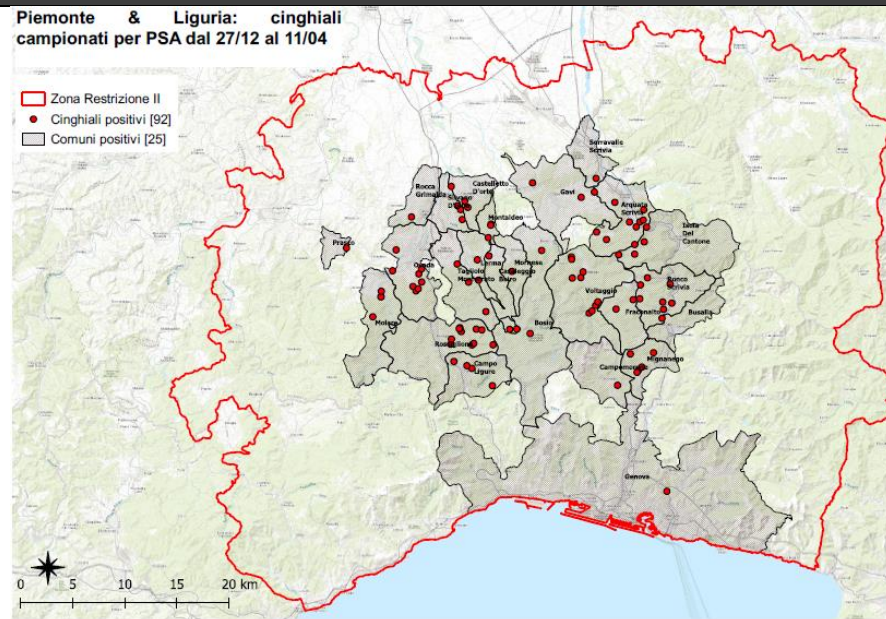 Piemonte & Liguria: cinghiali
campionati per PSA dal 27/12 al 11/04
Zona Restrizione II
Cinghiali positivi [92]
Comuni positivi [25]
Serravalle
Scrivia
Rocca
Grimalda
Castelletto
D'orba
Gavi
Silvano
D'orba
Arquata
Scrivia
Montaldeo
Isola
Del
Cantone
Prasco
Ovada
Lerma
Mornese
Tagliolo
Monferrato
Casaleggio
Boiro
Voltaggio
Ronco
Scrivia
Fraconalto
Busalla
Molare
Bosio
Rossiglione
Mignanego
Campomorone
Campo
Ligure
Genova
0 5 10 15 20 km